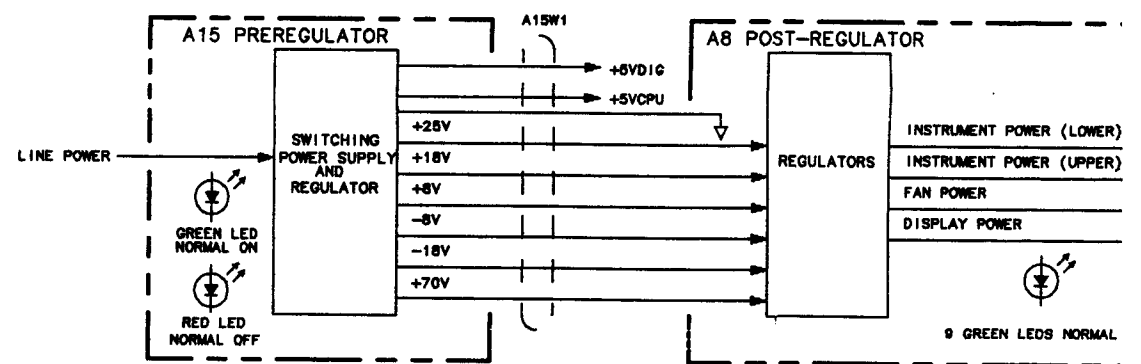 A15 PREREGULATOR
A15W1
A8 POST-REGULATOR
+5VDIG
+5VCPU
+25V
+18V
+8V
-8V
-18V
+70V
LINE POWER
SWITCHING
POWER SUPPLY
AND
REGULATOR
GREEN LED
NORMAL ON
RED LED
NORMAL OFF
REGULATORS
INSTRUMENT POWER (LOWER)
INSTRUMENT POWER (UPPER)
FAN POWER
DISPLAY POWER
9 GREEN LEDS NORMAL